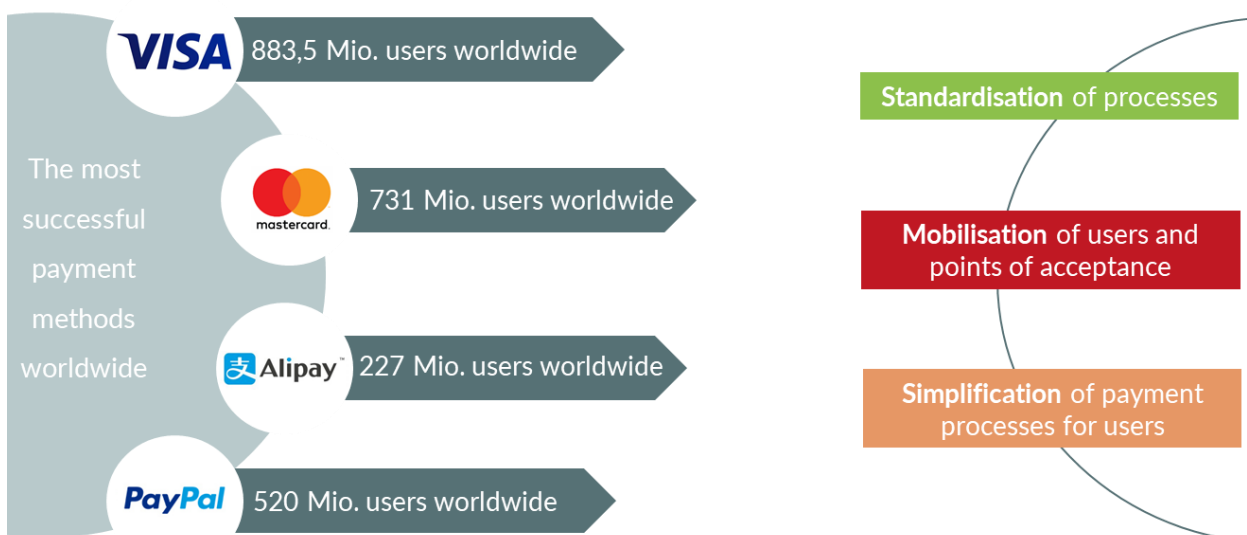 VISA
883,5 Mio. users worldwide
The most
successful
payment
methods
worldwide
mastercard.
731 Mio. users worldwide
支 Alipay™
227 Mio. users worldwide
PayPal
520 Mio. users worldwide
Standardisation of processes
Mobilisation of users and
points of acceptance
Simplification of payment
processes for users